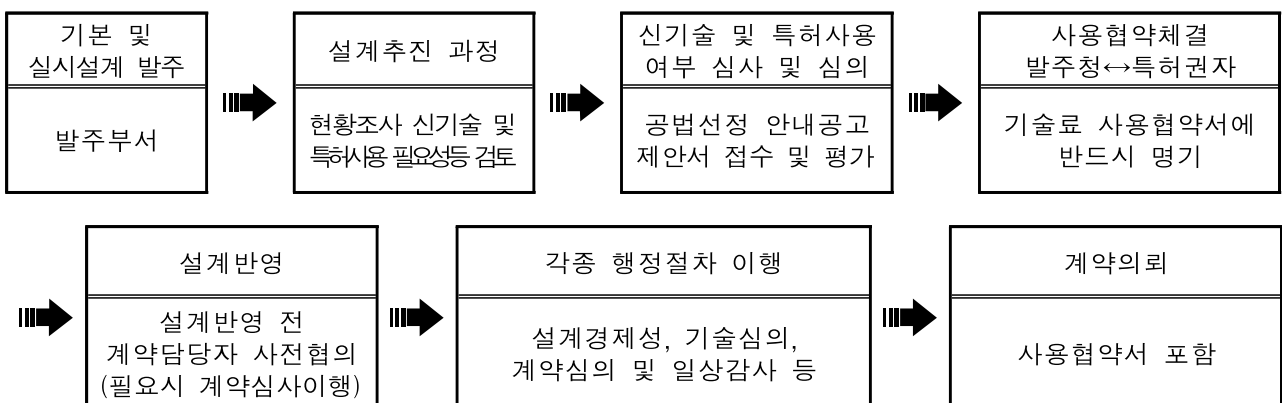 기본 및
실시설계 발주
발주부서
설계추진 과정
현황조사 신기술 및
특허사용 필요성등 검토
신기술 및 특허사용
여부 심사 및 심의
공법선정 안내공고
제안서 접수 및 평가
사용협약체결
발주청↔특허권자
기술료 사용협약서에
반드시 명기
설계반영
설계반영 전
계약담당자 사전협의
(필요시 계약심사이행)
각종 행정절차 이행
설계경제성, 기술심의,
계약심의 및 일상감사 등
계약의뢰
사용협약서 포함